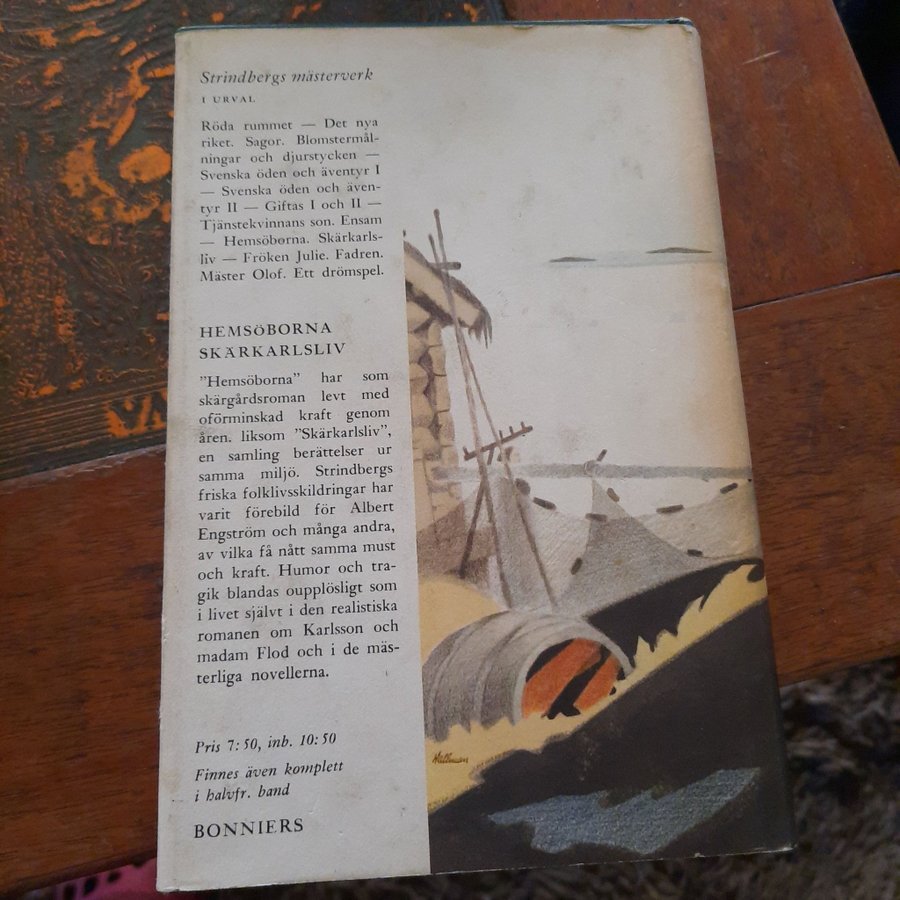 Strindbergs mästerverk
I URVAL
Röda rummet — Det nya
riket. Sagor. Blomstermål-
ningar och djurstycken —
Svenska öden och äventyr I
— Svenska öden och även-
tyr II — Giftas I och II —
Tjänstekvinnans son. Ensam
— Hemsöborna. Skärkarls-
liv — Fröken Julie. Fadren.
Mäster Olof. Ett drömspel.
HEMSÖBORNA
SKÄRKARLSLIV
"Hemsöborna" har som
skärgårdsroman levt med
oförminskad kraft genom
åren. liksom "Skärkarlsliv",
en samling berättelser ur
samma miljö. Strindbergs
friska folklivsskildringar har
varit förebild för Albert
Engström och många andra,
av vilka få nått samma must
och kraft. Humor och tra-
gik blandas oupplösligt som
i livet självt i den realistiska
romanen om Karlsson och
madam Flod och i de mäs-
terliga novellerna.
Pris 7:50, inb. 10:50
Finnes även komplett
i halvfr. band
BONNIERS